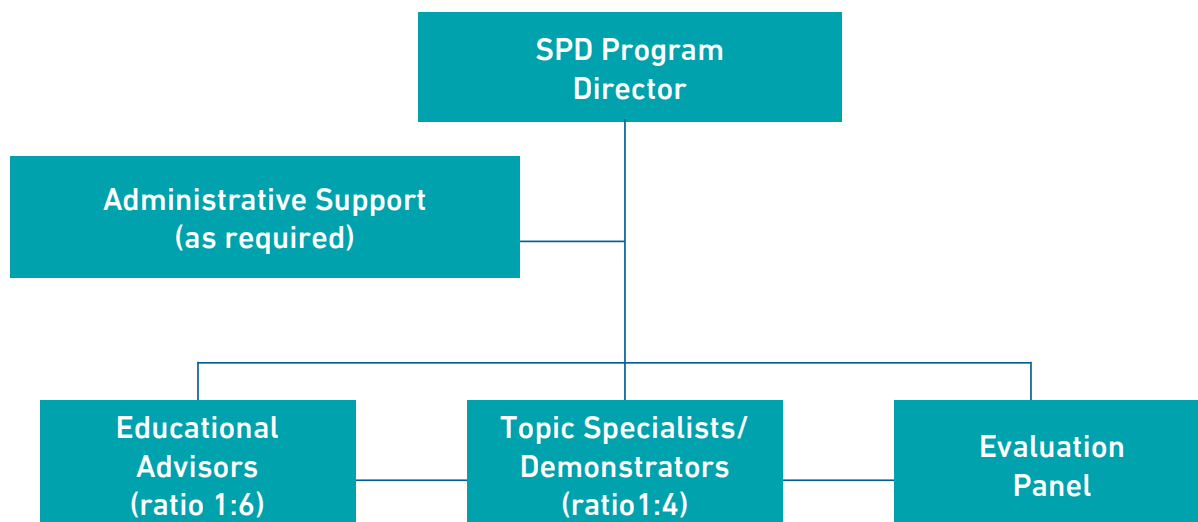 SPD Program
Director
Administrative Support
(as required)
Educational
Advisors
(ratio 1:6)
Topic Specialists/
Demonstrators
(ratio1:4)
Evaluation
Panel